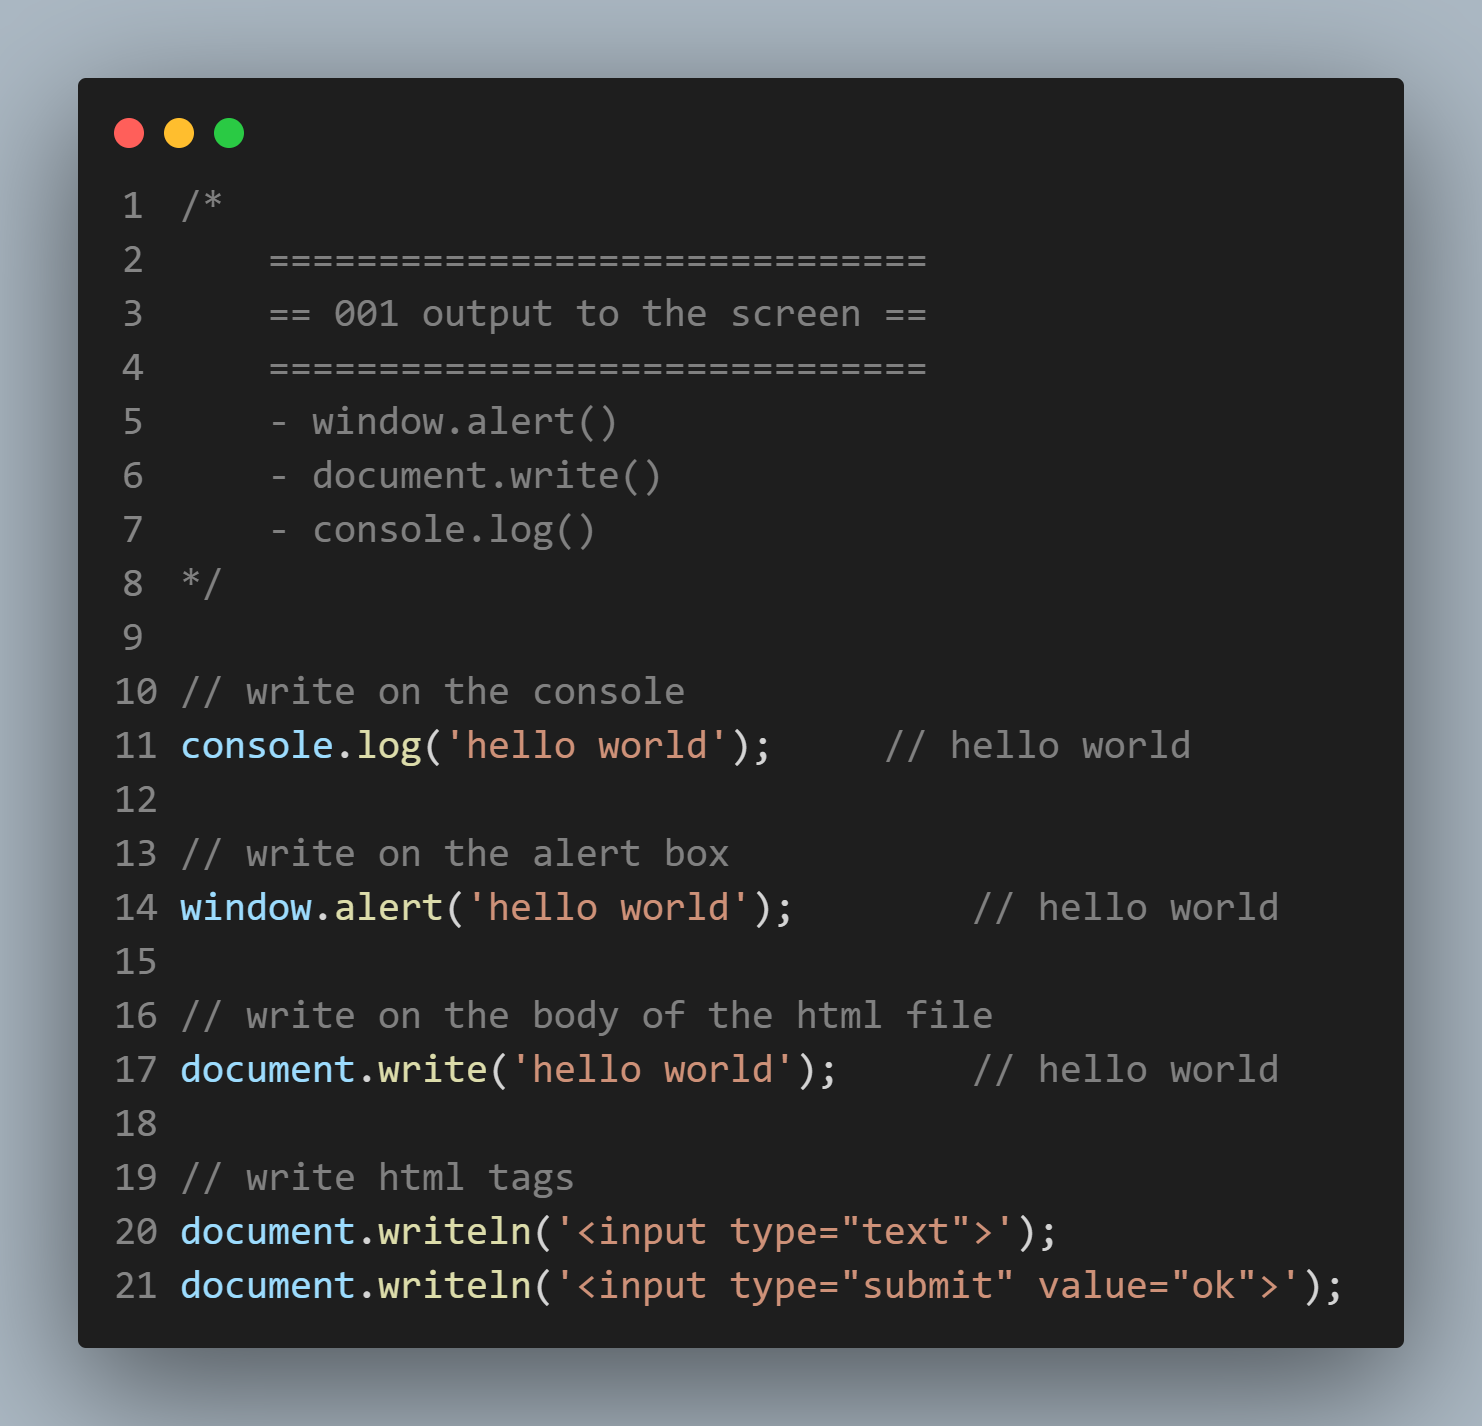 1 /*
2     ==============================
3     == 001 output to the screen ==
4     ==============================
5     - window.alert()
6     - document.write()
7     - console.log()
8 */
9
10 // write on the console
11 console.log('hello world');     // hello world
12
13 // write on the alert box
14 window.alert('hello world');        // hello world
15
16 // write on the body of the html file
17 document.write('hello world');      // hello world
18
19 // write html tags
20 document.writeln('<input type="text">');
21 document.writeln('<input type="submit" value="ok">');